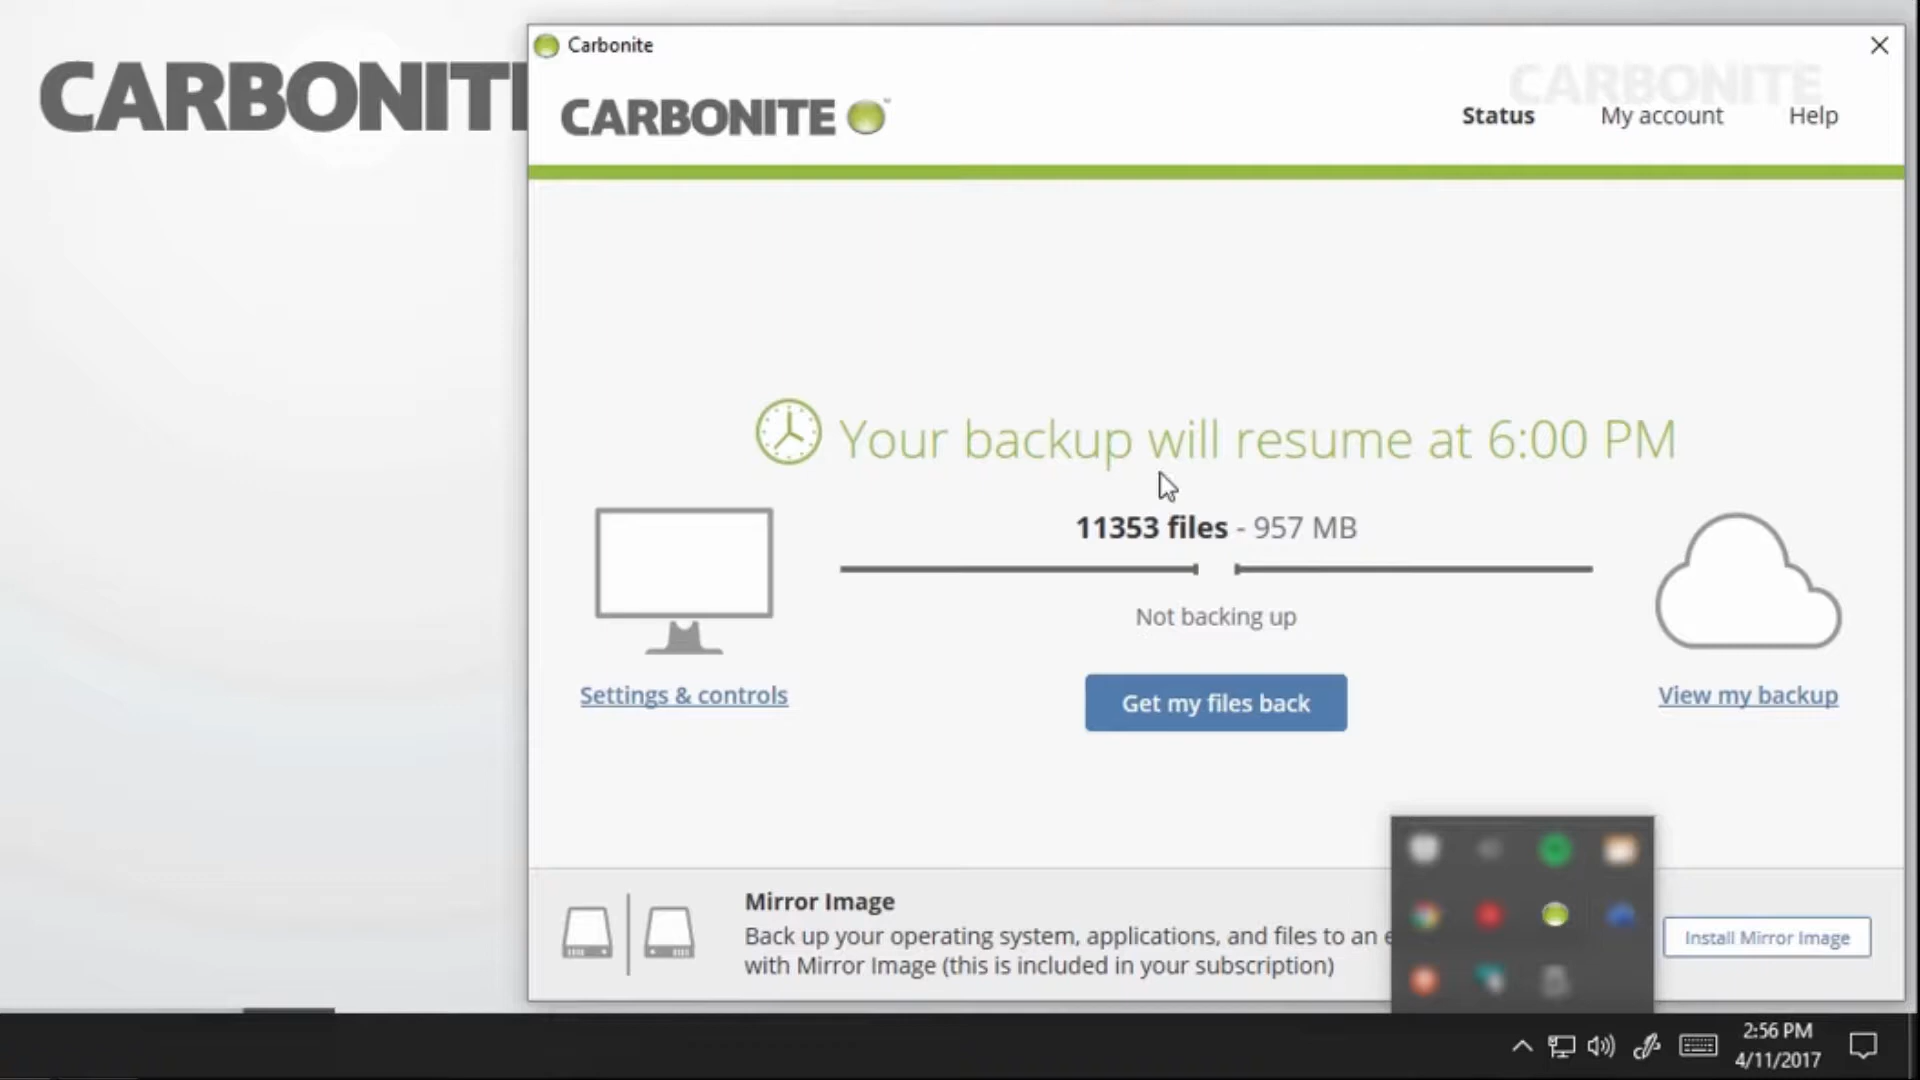 CARBONITE
Carbonite
CARBONITE
CARBONITE
Status
My account
Help
Your backup will resume at 6:00 PM
11353 files - 957 MB
Not backing up
Settings & controls
Get my files back
View my backup
Mirror Image
Back up your operating system, applications, and files to an e
with Mirror Image (this is included in your subscription)
Install Mirror Image
2:56 PM
4/11/2017